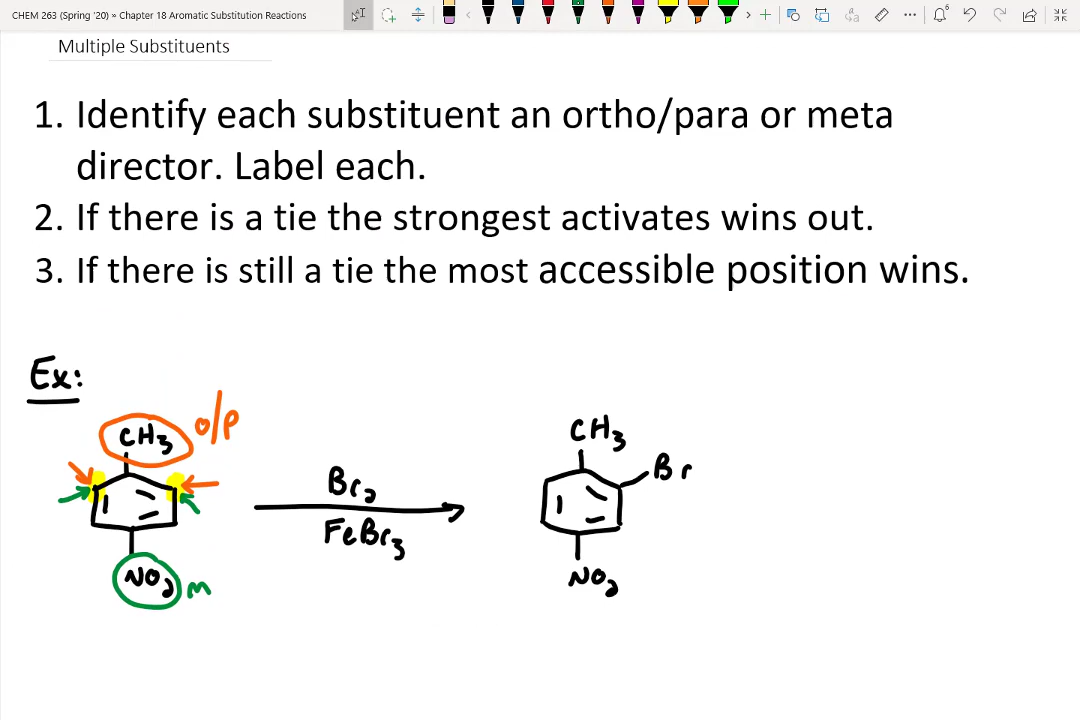 CHEM 263 (Spring '20) » Chapter 18 Aromatic Substitution Reactions
Multiple Substituents
1. Identify each substituent an ortho/para or meta
director. Label each.
2. If there is a tie the strongest activates wins out.
3. If there is still a tie the most accessible position wins.
Ex:
CH3 o/p
NO2 m
Br2
FeBr3
CH3
Br
NO2